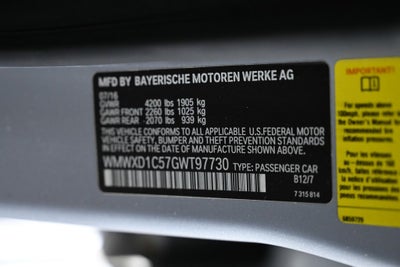 MFD BY BAYERISCHE MOTOREN WERKE AG
07/16
GVWR 4200 lbs 1905 kg
GAWR FRONT 2260 lbs 1025 kg
GAWR REAR 2070 lbs 939 kg
THIS VEHICLE CONFORMS TO ALL APPLICABLE U.S.FEDERAL MOTOR
VEHICLE SAFETY, BUMPER, AND THEFT PREVENTION STANDARDS IN
EFFECT ON THE DATE OF MANUFACTURE SHOWN ABOVE
WMWXD1C57GWT97730 TYPE: PASSENGER CAR
B12/7
7 315 814
Important
For speeds above